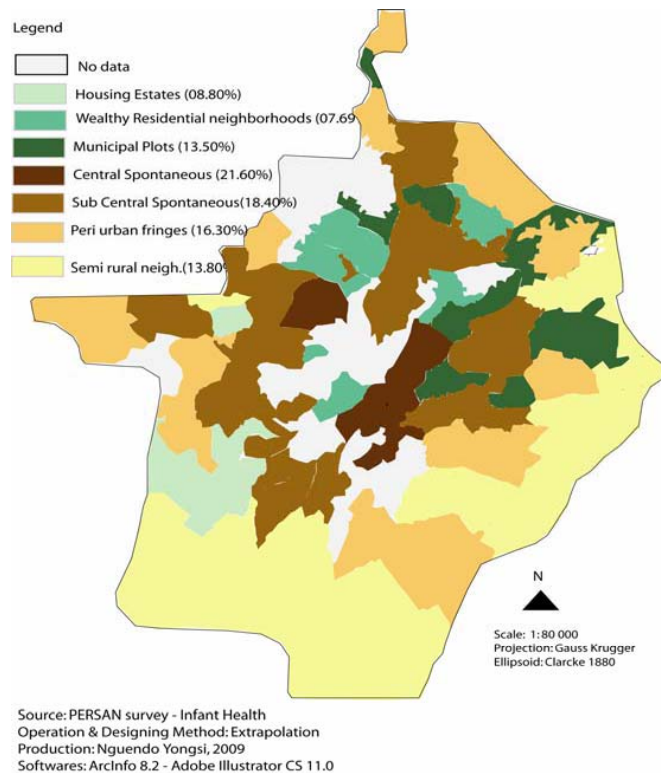 Legend
No data
Housing Estates (08.80%)
Wealthy Residential neighborhoods (07.69
Municipal Plots (13.50%)
Central Spontaneous (21.60%)
Sub Central Spontaneous(18.40%)
Peri urban fringes (16.30%)
Semi rural neigh.(13.80%
N
Scale: 1:80 000
Projection: Gauss Krugger
Ellipsoid: Clarcke 1880
Source: PERSAN survey - Infant Health
Operation & Designing Method: Extrapolation
Production: Nguendo Yongsi, 2009
Softwares: ArcInfo 8.2 - Adobe Illustrator CS 11.0